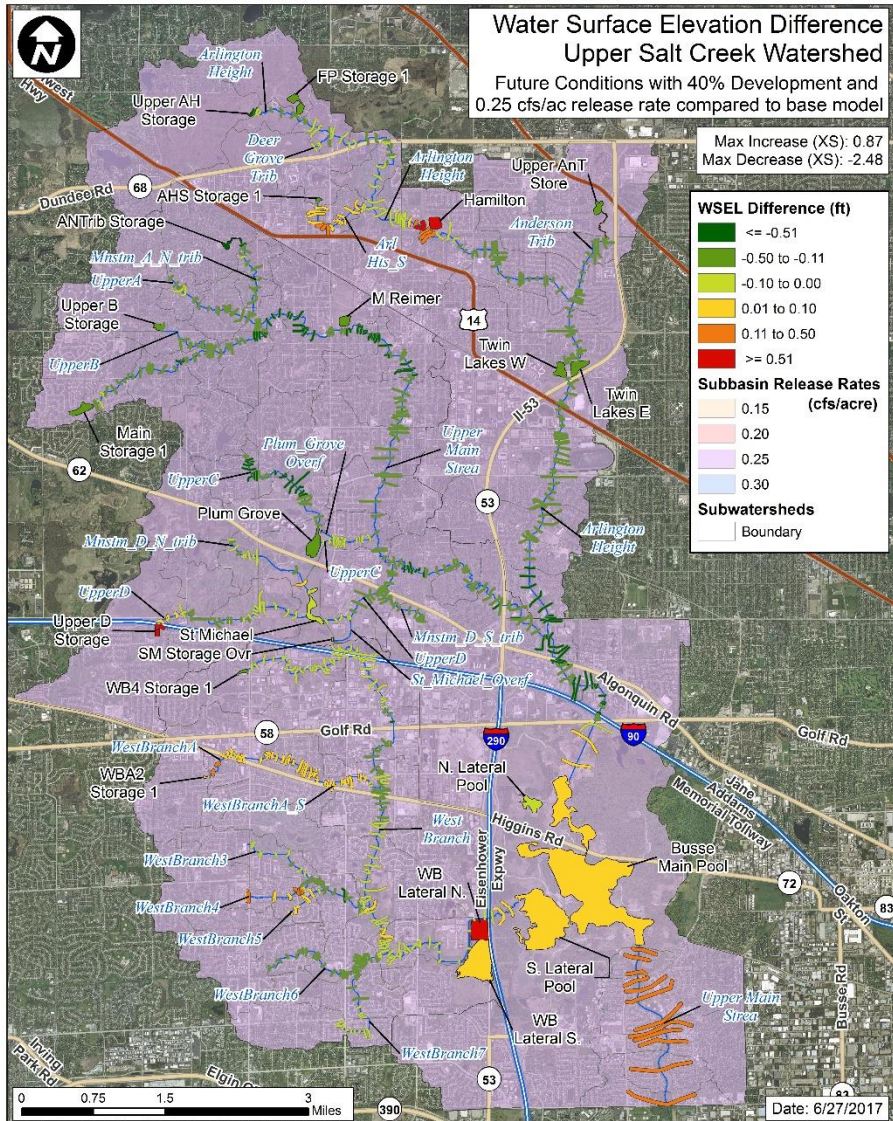 N
Water Surface Elevation Difference
Upper Salt Creek Watershed
Future Conditions with 40% Development and
0.25 cfs/ac release rate compared to base model
Max Increase (XS): 0.87
Max Decrease (XS): -2.48
WSEL Difference (ft)
<= -0.51
-0.50 to -0.11
-0.10 to 0.00
0.01 to 0.10
0.11 to 0.50
>= 0.51
Subbasin Release Rates
(cfs/acre)
0.15
0.20
0.25
0.30
Subwatersheds
Boundary
Hwy
Arlington
Height
FP Storage 1
Upper AH
Storage
Deer
Grove
Trib
Arlington
Height
Upper AnT
Store
Dundee Rd
68
AHS Storage 1
Hamilton
ANTrib Storage
Arl
Hts_S
Anderson
Trib
Mnstm_A_N_trib
UpperA
Upper B
Storage
M Reimer
14
UpperB
Twin
Lakes W
Twin
Lakes E
Main
Storage 1
Il-53
62
Plum_Grove
Overf
Upper
Main
Strea
UpperC
53
Plum Grove
Arlington
Height
Mnstm_D_N_trib
UpperC
UpperD
Upper D
Storage
St Michael
SM Storage Ovr
Mnstm_D_S_trib
UpperD
St_Michael_Overf
WB4 Storage 1
Algonquin Rd
58
Golf Rd
290
90
Golf Rd
WestBranchA
WBA2
Storage 1
N. Lateral
Pool
Jane
Addams
Memorial Tollway
WestBranchA_S
West
Branch
Higgins Rd
Busse
Main Pool
WestBranch3
Eisenhower
Expwy
WB
Lateral N.
72
Oakton
St
83
WestBranch4
WestBranch5
S. Lateral
Pool
WestBranch6
WB
Lateral S.
Upper Main
Strea
Busse Rd
WestBranch7
Irving
Park Rd
Elgin
53
83
390
0 0.75 1.5 3
Miles
Date: 6/27/2017